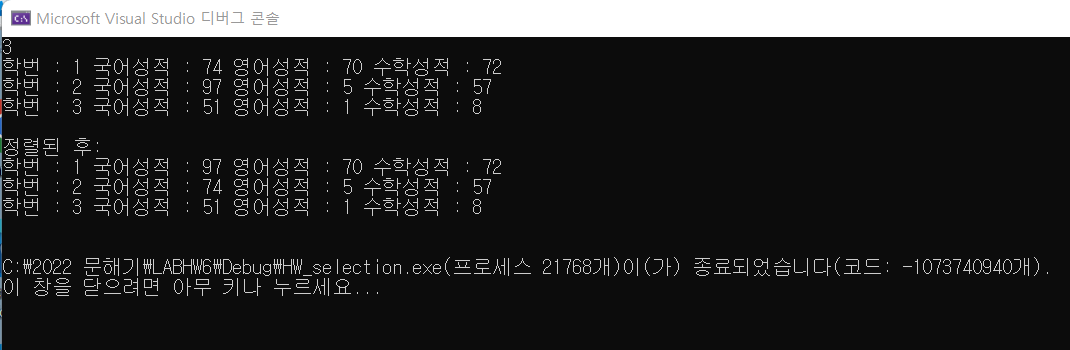 Microsoft Visual Studio 디버그 콘솔
3
학번 : 1 국어성적 : 74 영어성적 : 70 수학성적 : 72
학번 : 2 국어성적 : 97 영어성적 : 5 수학성적 : 57
학번 : 3 국어성적 : 51 영어성적 : 1 수학성적 : 8
정렬된 후:
학번 : 1 국어성적 : 97 영어성적 : 70 수학성적 : 72
학번 : 2 국어성적 : 74 영어성적 : 5 수학성적 : 57
학번 : 3 국어성적 : 51 영어성적 : 1 수학성적 : 8
C:₩2022 문해기₩LABH₩6₩Debug₩HW_selection.exe(프로세스 21768개)이(가) 종료되었습니다(코드: -1073740940개).
이 창을 닫으려면 아무 키나 누르세요...